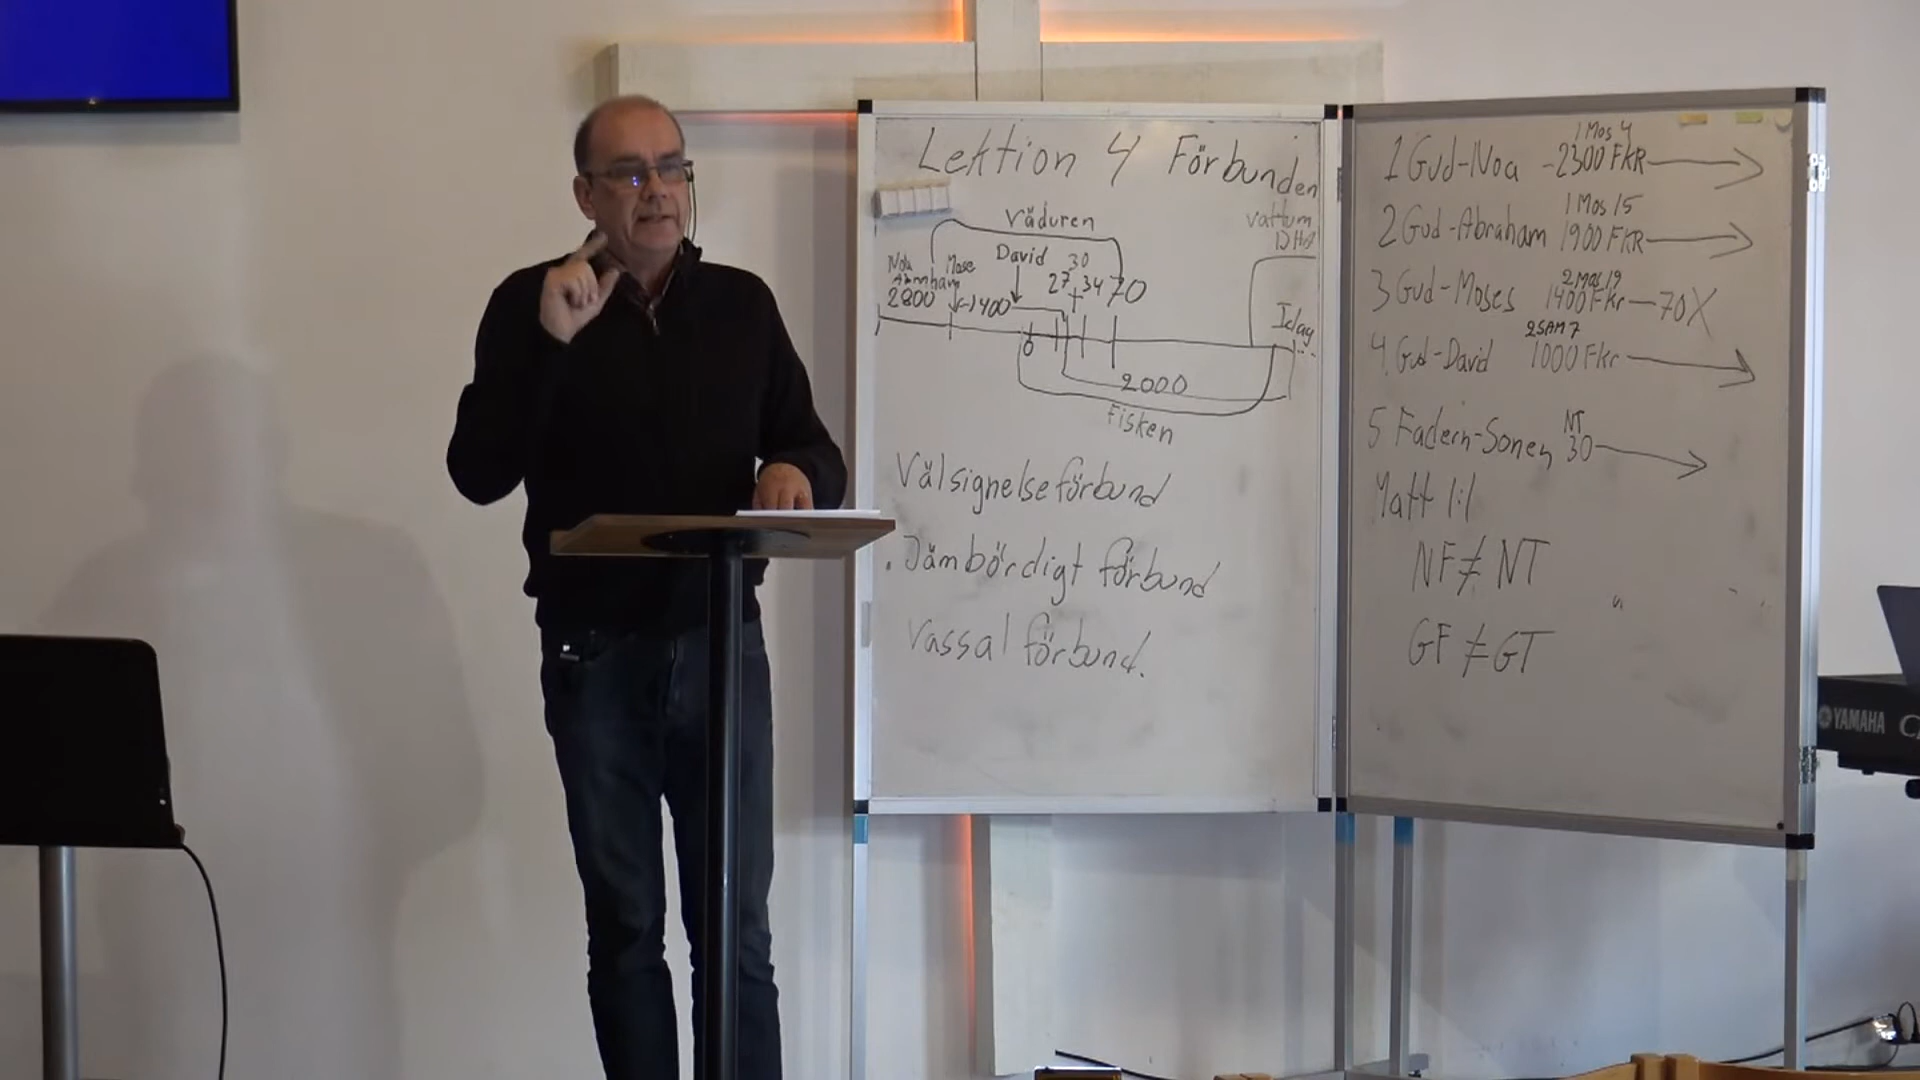 Lektion 4 Förbunden
Väduren
vattum
David
30
Noa
Mose
27
34
70
2800
1400
Idag
0
2000
Fisken
Välsignelseförbund
. Jämbördigt förbund
Vassal förbund.
1 Mos 4
1 Gud-Noa -2300 FKR
1 Mos 15
2 Gud-Abraham 1900 FKR
2 Mos 19
3 Gud-Moses 1400 Fkr-70X
2 SAM 7
4. Gud-David 1000 Fkr
NT
5 Fadern-Sonen 30
Matt 1:1
NF ≠ NT
GF ≠ GT
YAMAHA